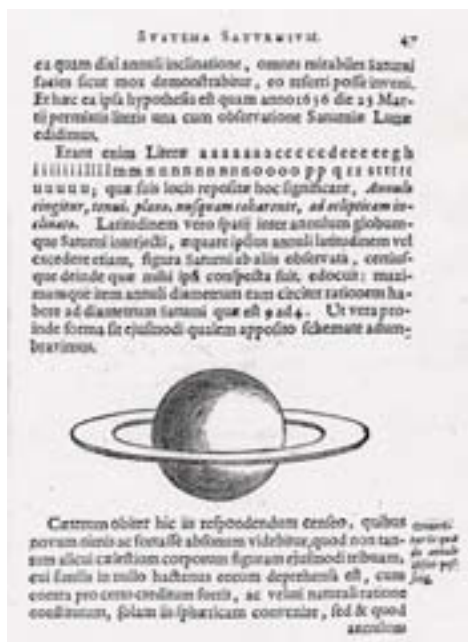 SYSTEMA SATURNIUM. 47
ea quam dixi annuli inclinatione, omnes mirabiles Saturni
facies sicut mox demonstrabitur, eo referri posse inveni.
Et hæc ea ipsa hypothesis est quam anno 1656 die 25 Mar-
tij permixtis literis una cum observatione Saturniæ Lunæ
edidimus.
Erant enim Literæ aaaaaaacccccdeeeeegh
iiiiiiillllmmnnnnnnnnnooooppqrrstttt
uuuuu; quæ suis locis repositæ hoc significant, Annulo
cingitur, tenui, plano, nusquam cohærente, ad eclipticam in-
clinato. Latitudinem vero spatij inter annulum globum-
que Saturni interjecti, æquare ipsius annuli latitudinem vel
excedere etiam, figura Saturni ab aliis observata, certius-
que deinde quæ mihi ipsi conspecta fuit, edocuit: maxi-
mamque item annuli diametrum eam circiter rationem ha-
bere ad diametrum Saturni quæ est 9 ad 4. Ut vera pro-
inde forma sit ejusmodi qualem apposito schemate adum-
bravimus.
Cæterum obiter hic iis respondendum censeo, quibus
novum nimis ac fortasse absonum videbitur, quod non tan-
tum alicui cælestium corporum figuram ejusmodi tribuam,
cui similis in nullo hactenus eorum deprehensa est, cum
contra pro certo creditum fuerit, ac veluti naturali ratione
constitutum, solam iis sphæricam convenire, sed & quod
annulum